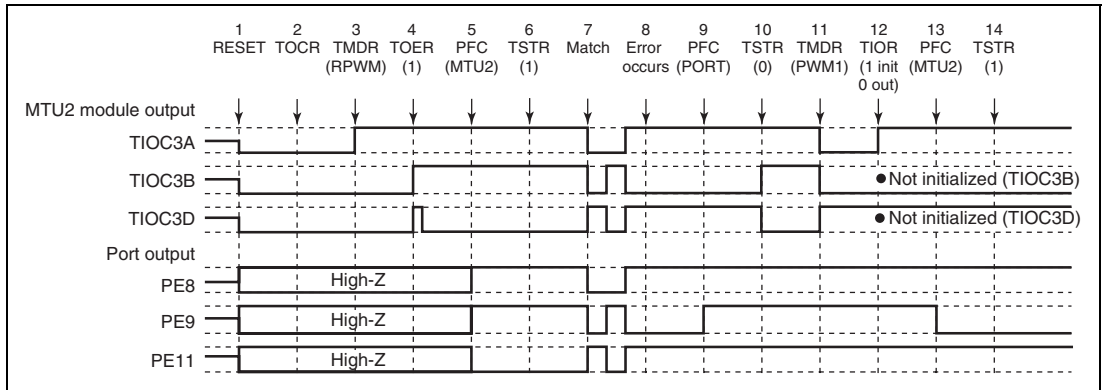 1 2 3 4 5 6 7 8 9 10 11 12 13 14
RESET TOCR TMDR TOER PFC TSTR Match Error PFC TSTR TMDR TIOR PFC TSTR
(RPWM) (1) (MTU2) (1) occurs (PORT) (0) (PWM1) (1 init (MTU2) (1)
0 out)
MTU2 module output
TIOC3A
TIOC3B ● Not initialized (TIOC3B)
TIOC3D ● Not initialized (TIOC3D)
Port output
PE8 High-Z
PE9 High-Z
PE11 High-Z